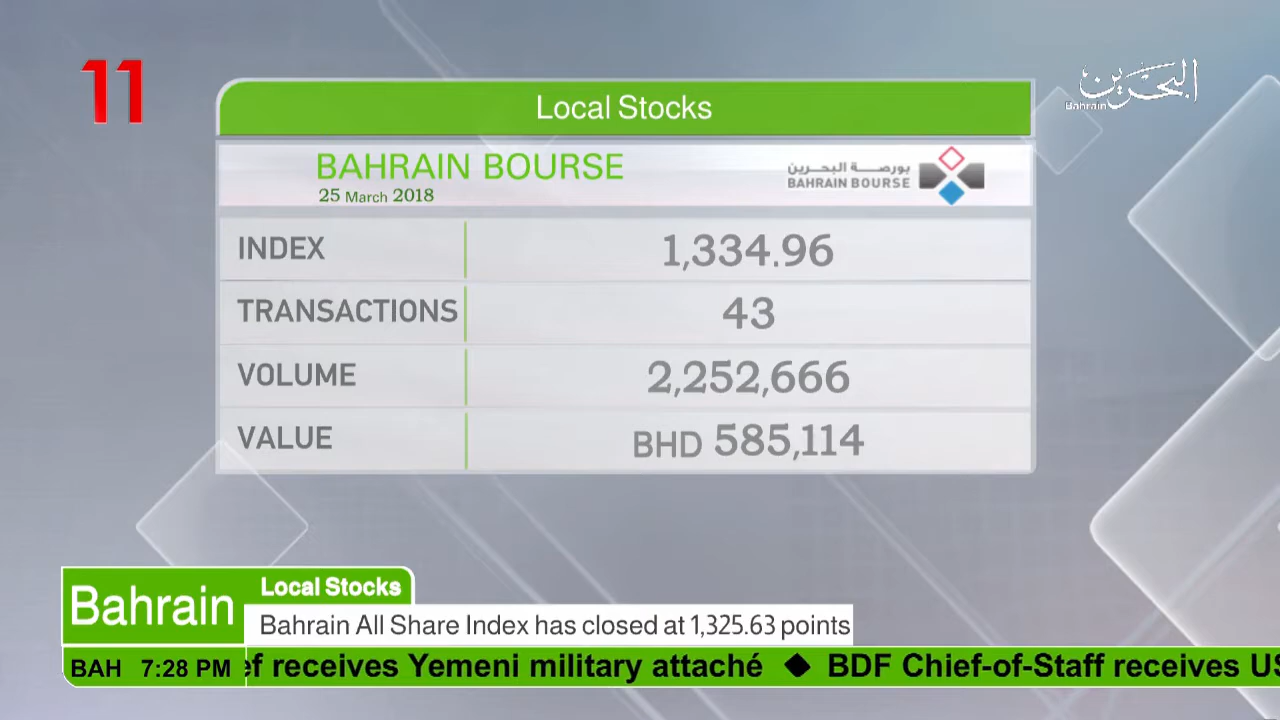 11
البحرين
Bahrain
Local Stocks
BAHRAIN BOURSE
25 March 2018
بورصة البحرين
BAHRAIN BOURSE
INDEX 1,334.96
TRANSACTIONS 43
VOLUME 2,252,666
VALUE BHD 585,114
Bahrain
Local Stocks
Bahrain All Share Index has closed at 1,325.63 points
BAH 7:28 PM ef receives Yemeni military attaché ◆ BDF Chief-of-Staff receives US